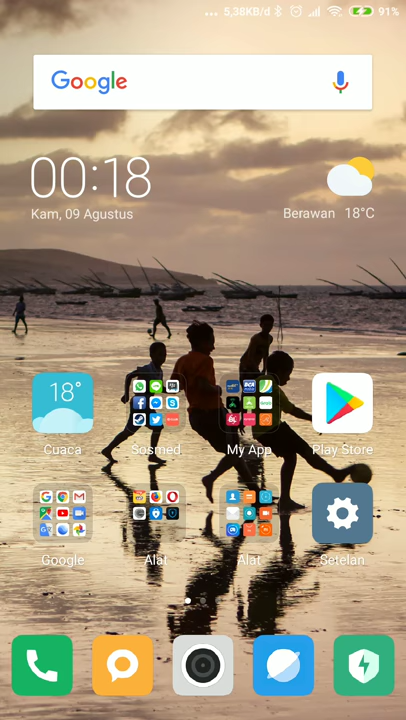 ... 5,38KB/d 91%
Google
00:18
Kam, 09 Agustus
Berawan 18°C
18°
Cuaca Sosmed My App Play Store
Google Alat Alat Setelan